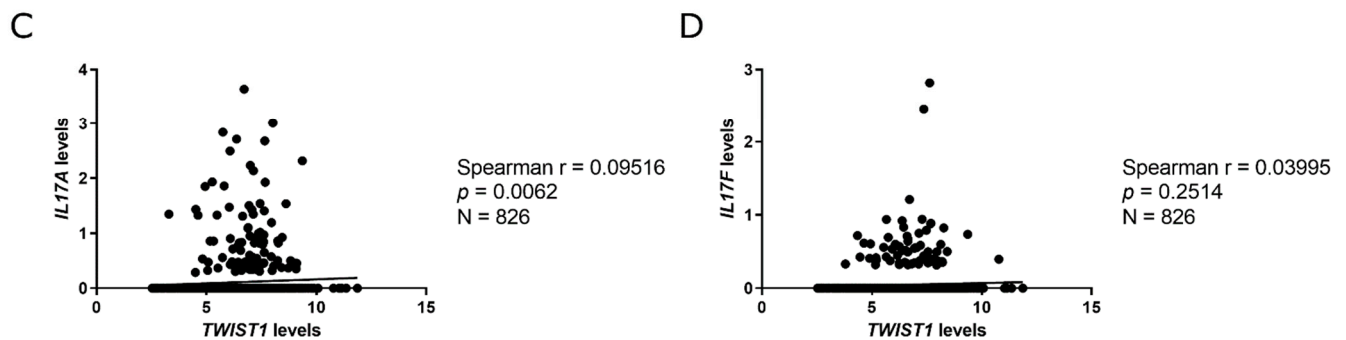 C
4
3
2
1
0
IL17A levels
0 5 10 15
TWIST1 levels
Spearman r = 0.09516
p = 0.0062
N = 826
D
3
2
1
0
IL17F levels
0 5 10 15
TWIST1 levels
Spearman r = 0.03995
p = 0.2514
N = 826